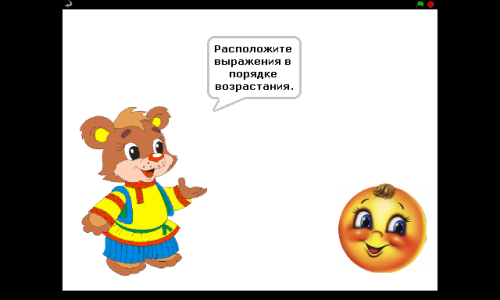 Расположите
выражения в
порядке
возрастания.